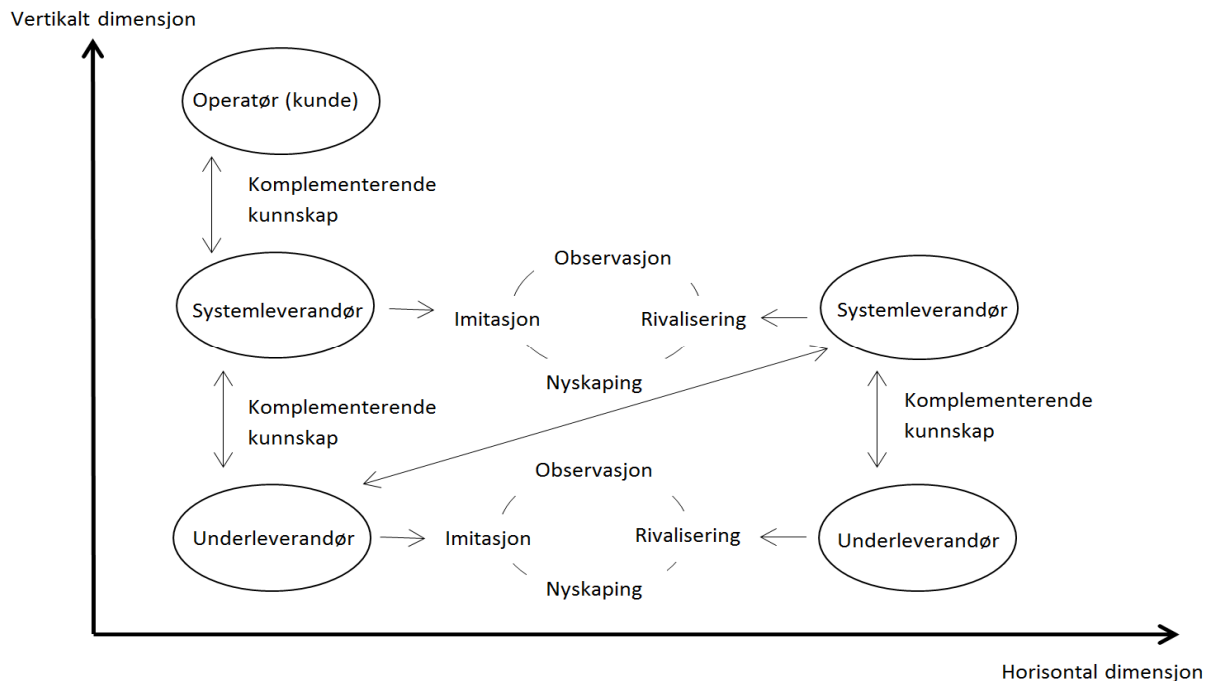 Vertikalt dimensjon
Operatør (kunde)
Komplementerende
kunnskap
Observasjon
Systemleverandør
Imitasjon
Rivalisering
Systemleverandør
Nyskaping
Komplementerende
kunnskap
Komplementerende
kunnskap
Observasjon
Underleverandør
Imitasjon
Rivalisering
Underleverandør
Nyskaping
Horisontal dimensjon